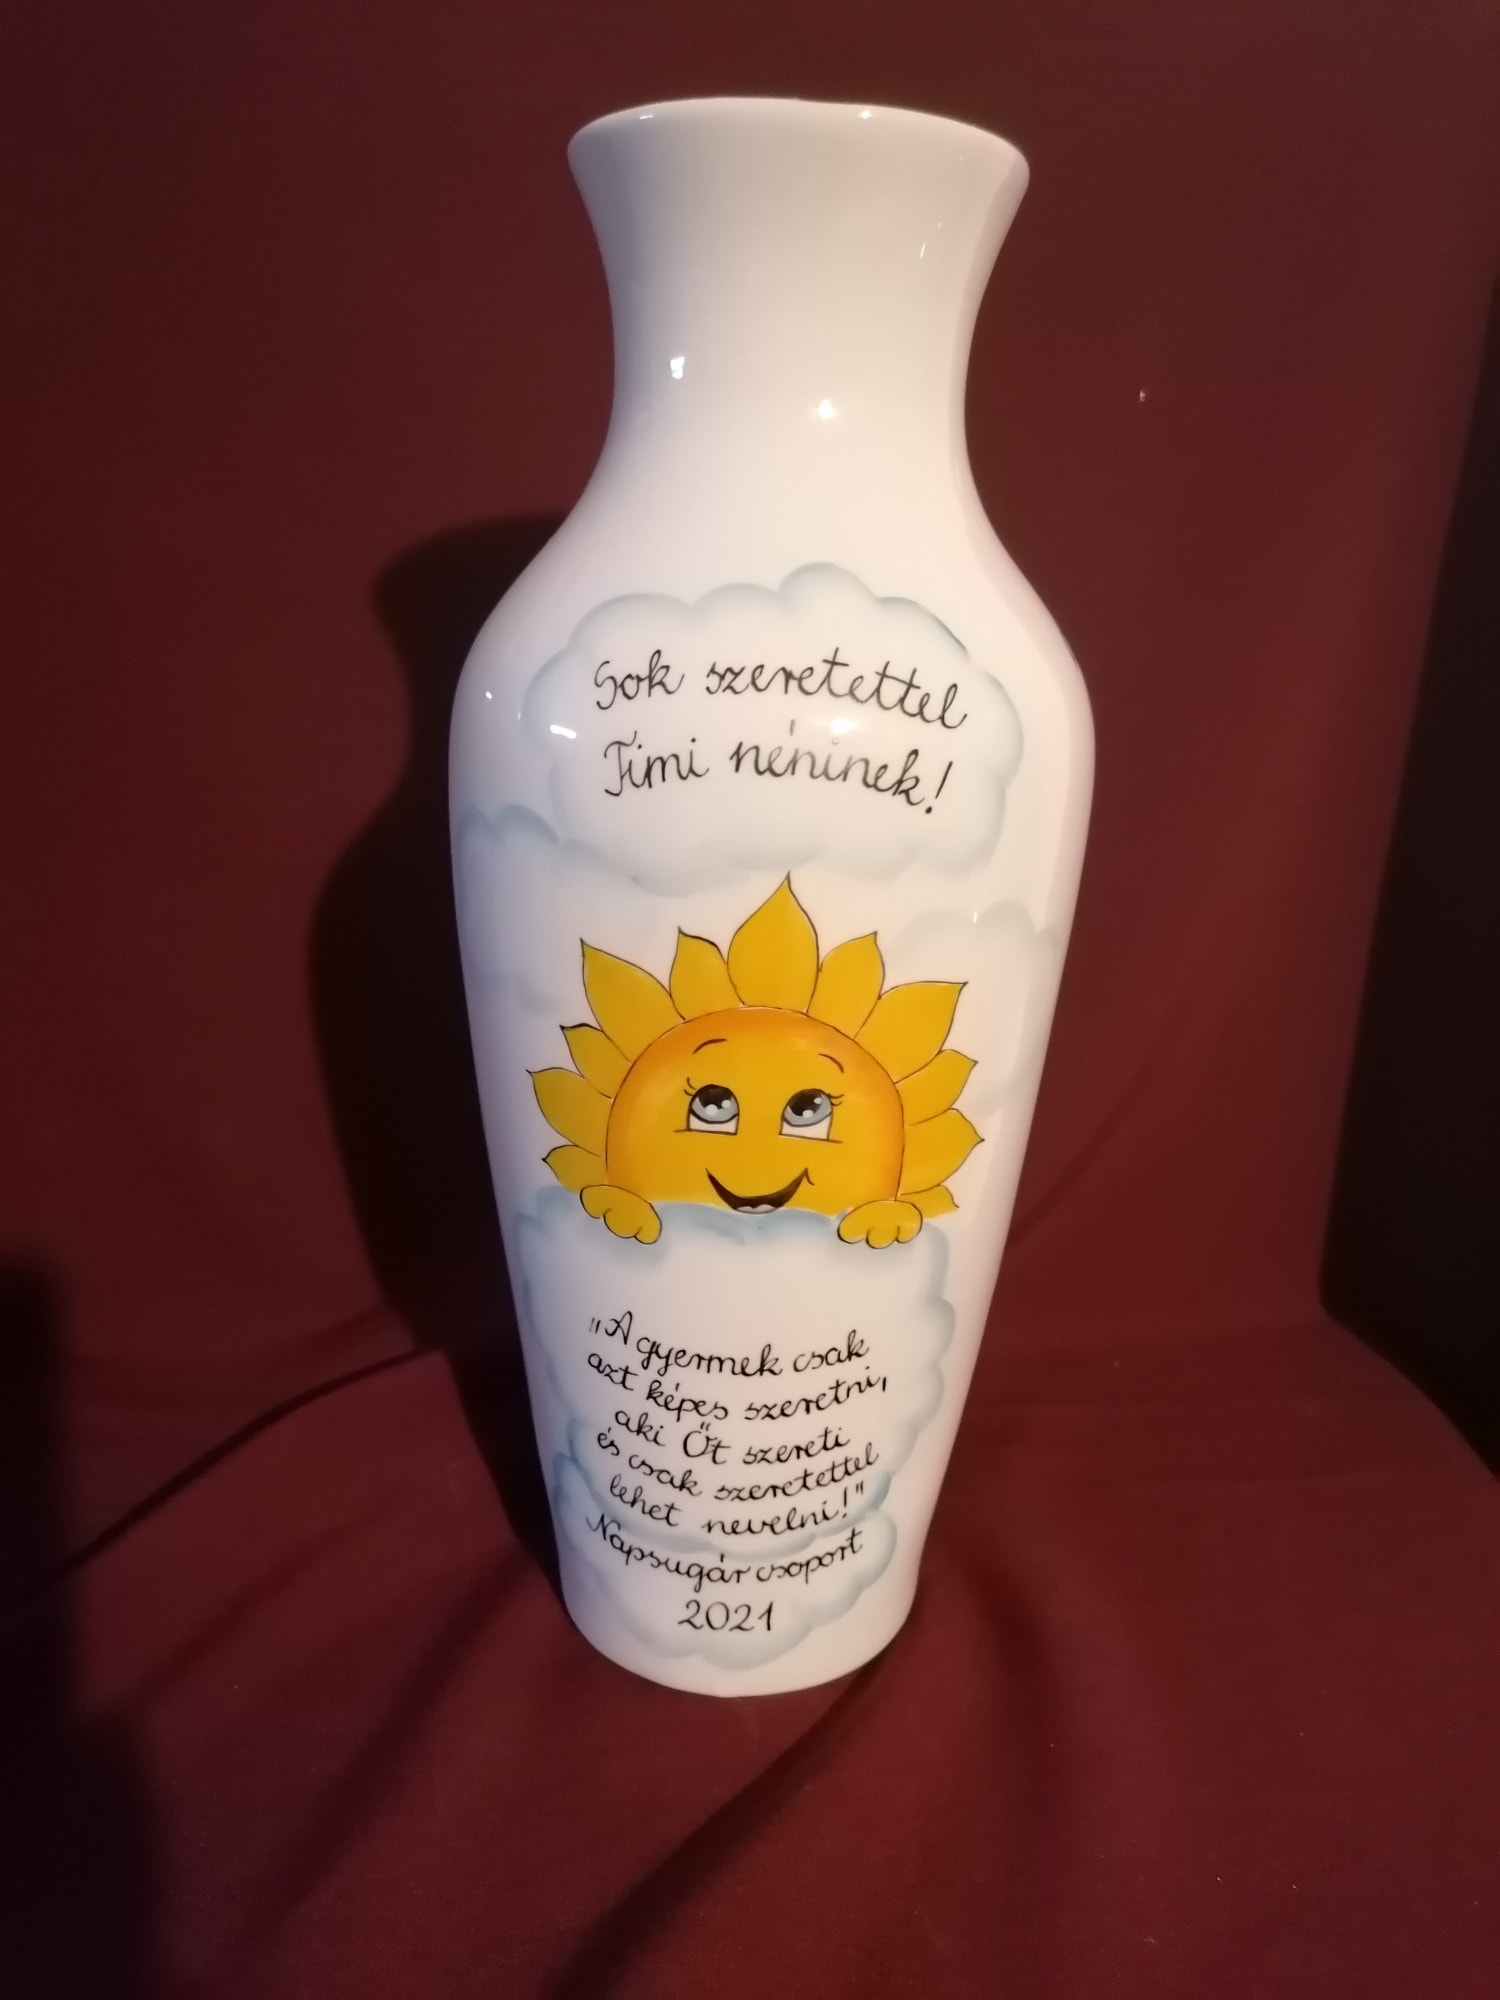 Sok szeretettel
Timi néninek!
"A gyermek csak
azt képes szeretni,
aki Őt szereti
és csak szeretettel
lehet nevelni!"
Napsugár csoport
2021